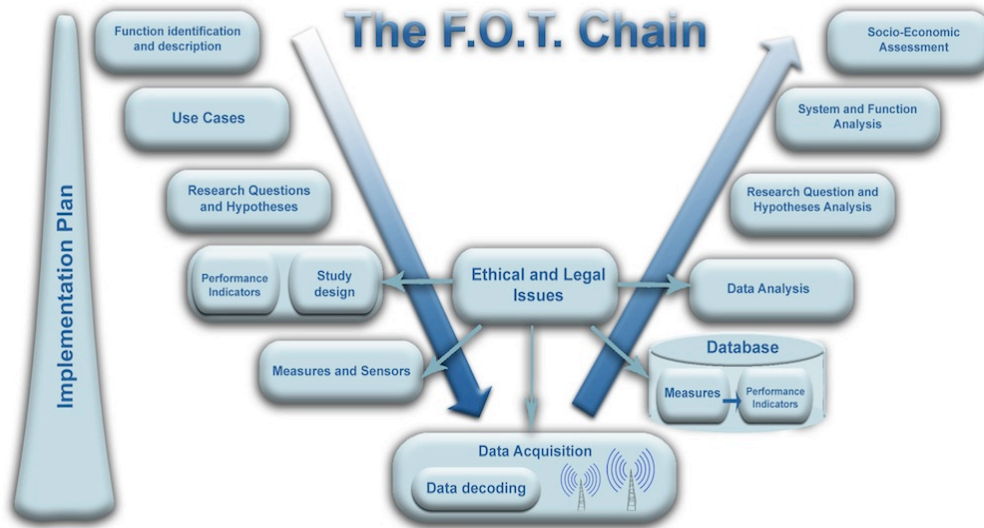 The F.O.T. Chain
Implementation Plan
Function identification
and description
Use Cases
Research Questions
and Hypotheses
Performance
Indicators
Study
design
Measures and Sensors
Ethical and Legal
Issues
Data Acquisition
Data decoding
Socio-Economic
Assessment
System and Function
Analysis
Research Question and
Hypotheses Analysis
Data Analysis
Database
Measures
Performance
Indicators